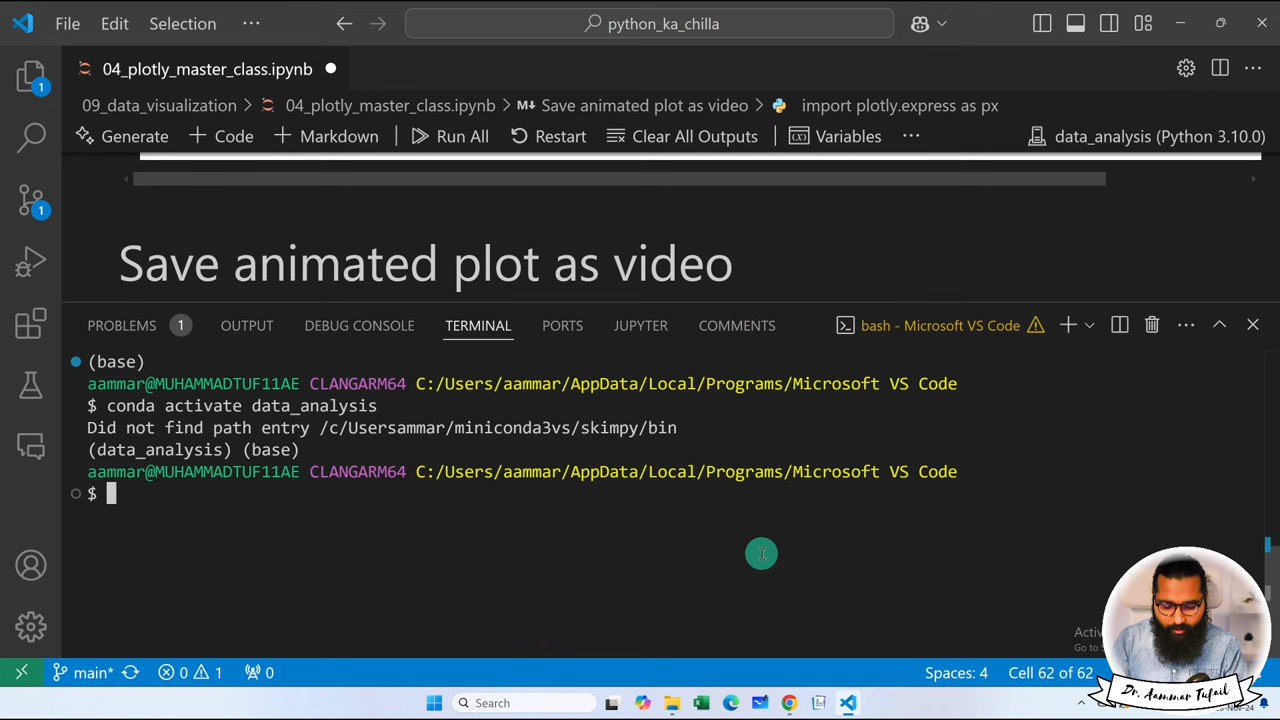 File Edit Selection ··· python_ka_chilla
04_plotly_master_class.ipynb
09_data_visualization > 04_plotly_master_class.ipynb > M↓ Save animated plot as video > import plotly.express as px
Generate + Code + Markdown Run All Restart Clear All Outputs Variables ··· data_analysis (Python 3.10.0)
Save animated plot as video
PROBLEMS 1 OUTPUT DEBUG CONSOLE TERMINAL PORTS JUPYTER COMMENTS bash - Microsoft VS Code
(base)
aammar@MUHAMMADTUF11AE CLANGARM64 C:/Users/aammar/AppData/Local/Programs/Microsoft VS Code
$ conda activate data_analysis
Did not find path entry /c/Usersammar/miniconda3vs/skimpy/bin
(data_analysis) (base)
aammar@MUHAMMADTUF11AE CLANGARM64 C:/Users/aammar/AppData/Local/Programs/Microsoft VS Code
$
1
1
Dr. Aammar Tufail
main* 0 1 0 Spaces: 4 Cell 62 of 62
Search